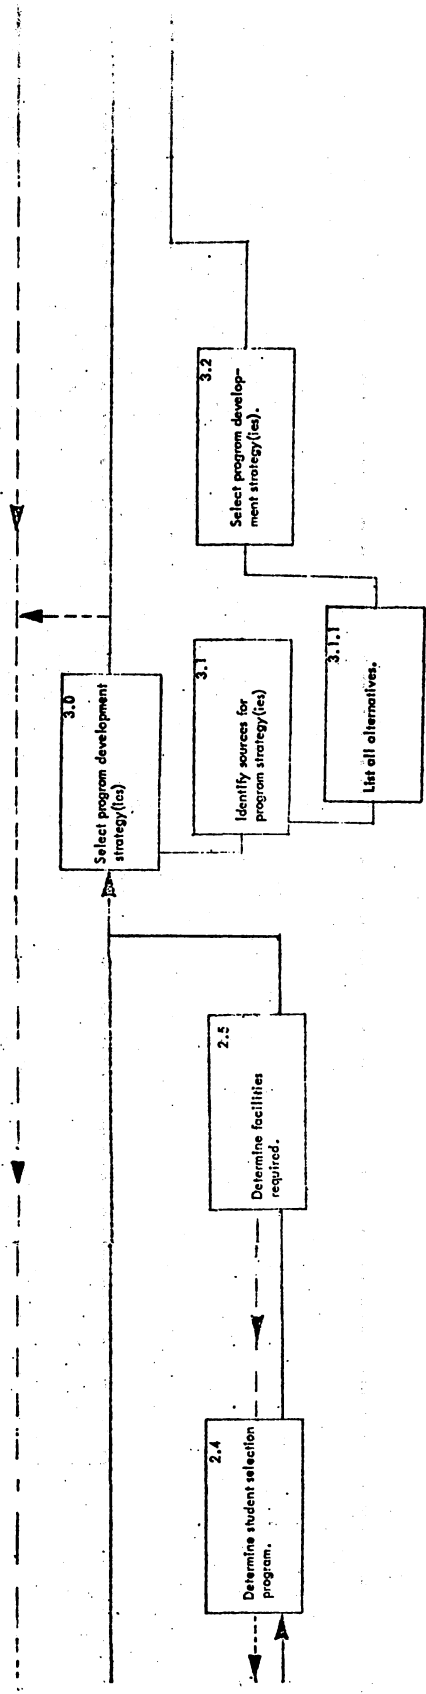 2.4
Determine student selection
program.
2.5
Determine facilities
required.
3.0
Select program development
strategy(ies)
3.1
Identify sources for
program strategy(ies)
3.1.1
List all alternatives.
3.2
Select program develop-
ment strategy(ies).